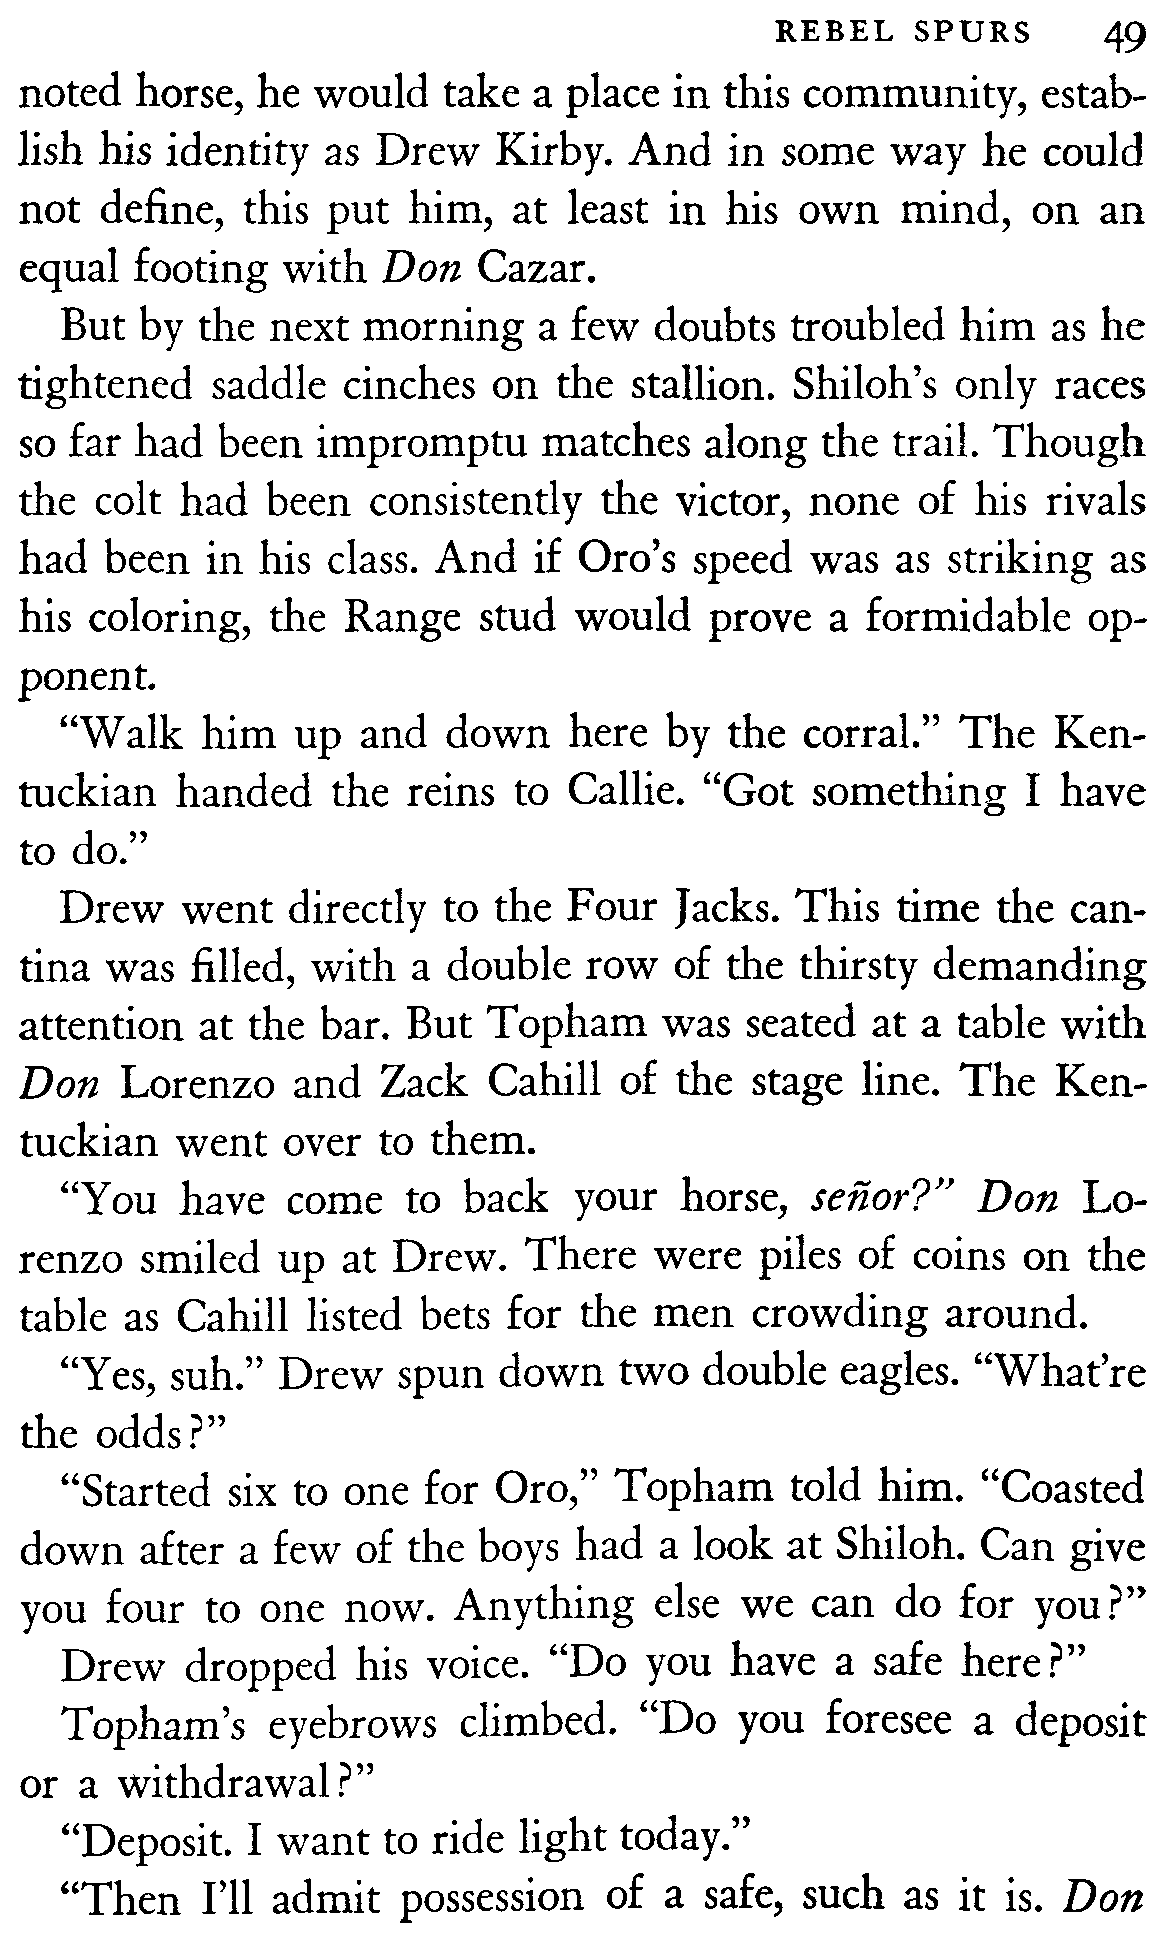 REBEL SPURS 49
noted horse, he would take a place in this community, estab-
lish his identity as Drew Kirby. And in some way he could
not define, this put him, at least in his own mind, on an
equal footing with Don Cazar.
But by the next morning a few doubts troubled him as he
tightened saddle cinches on the stallion. Shiloh's only races
so far had been impromptu matches along the trail. Though
the colt had been consistently the victor, none of his rivals
had been in his class. And if Oro's speed was as striking as
his coloring, the Range stud would prove a formidable op-
ponent.
“Walk him up and down here by the corral.” The Ken-
tuckian handed the reins to Callie. “Got something I have
to do.”
Drew went directly to the Four Jacks. This time the can-
tina was filled, with a double row of the thirsty demanding
attention at the bar. But Topham was seated at a table with
Don Lorenzo and Zack Cahill of the stage line. The Ken-
tuckian went over to them.
“You have come to back your horse, señor?” Don Lo-
renzo smiled up at Drew. There were piles of coins on the
table as Cahill listed bets for the men crowding around.
“Yes, suh.” Drew spun down two double eagles. “What're
the odds?”
“Started six to one for Oro,” Topham told him. “Coasted
down after a few of the boys had a look at Shiloh. Can give
you four to one now. Anything else we can do for you?”
Drew dropped his voice. “Do you have a safe here?”
Topham's eyebrows climbed. “Do you foresee a deposit
or a withdrawal?”
“Deposit. I want to ride light today.”
“Then I'll admit possession of a safe, such as it is. Don